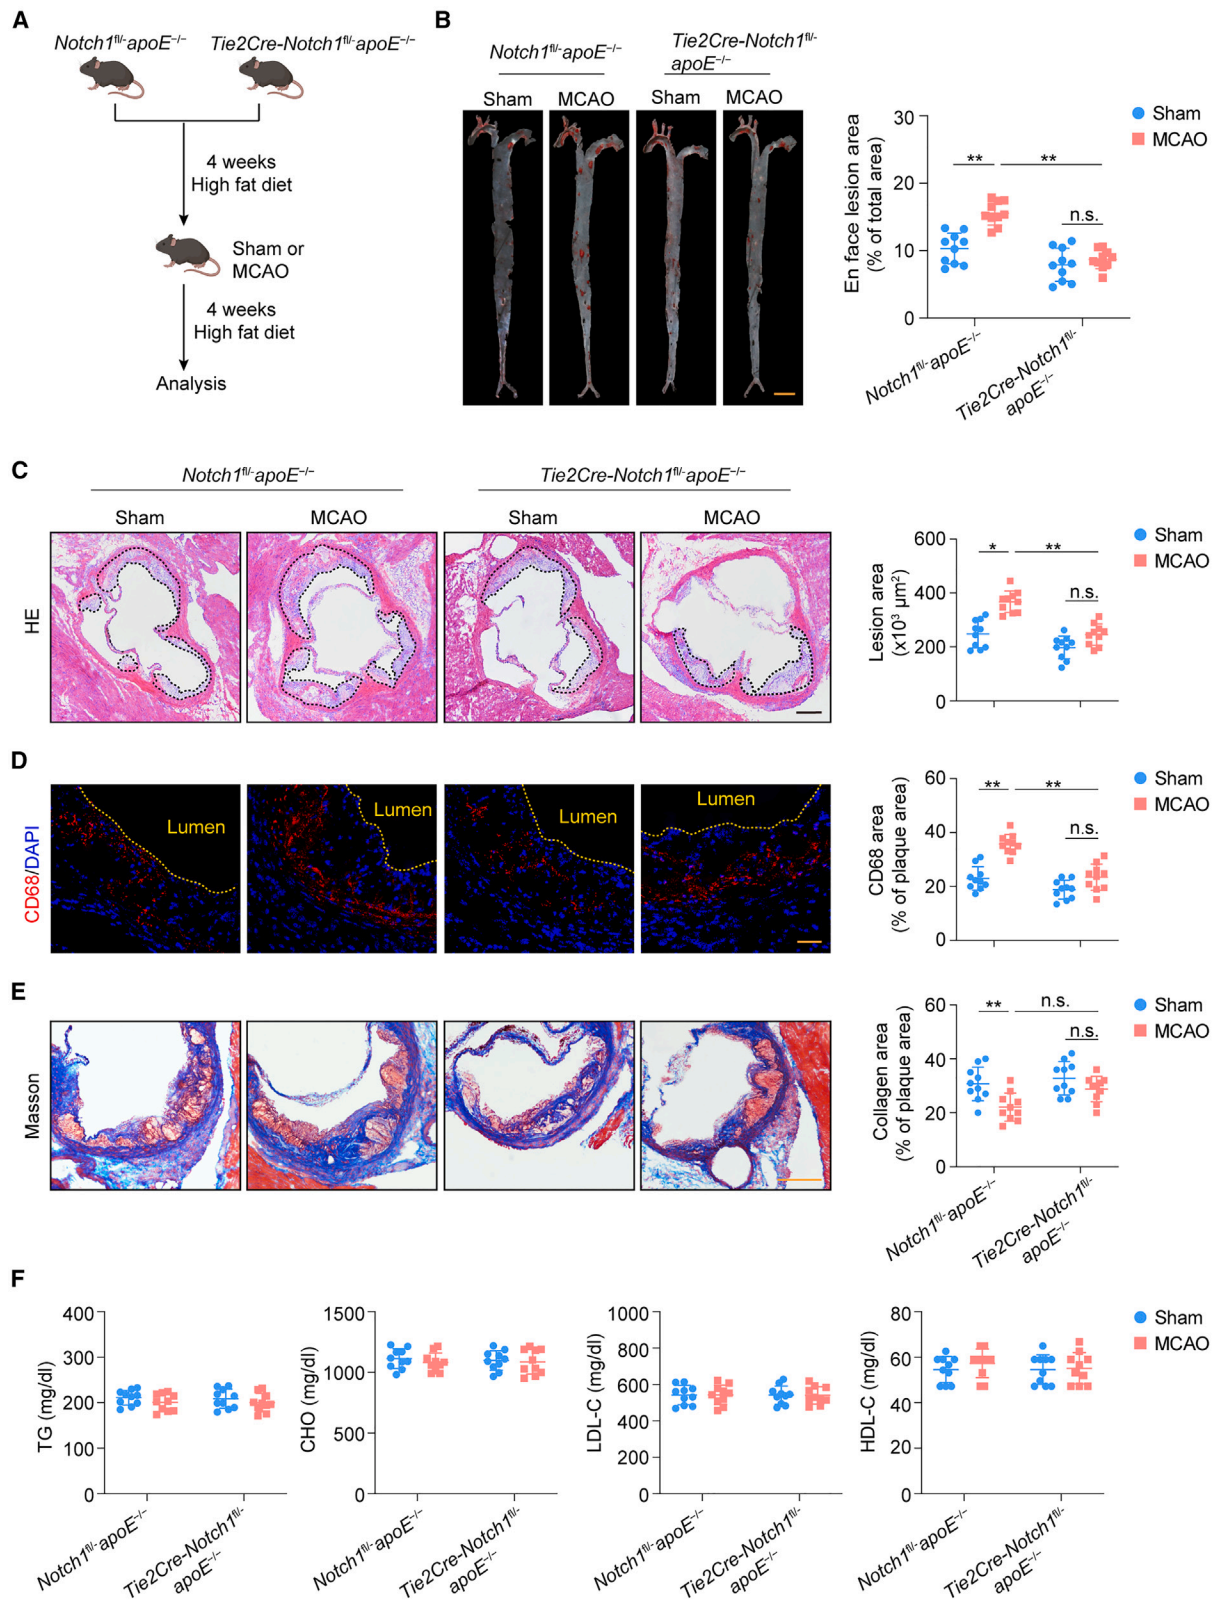 A
Notch1fl/-apoE−/− Tie2Cre-Notch1fl/-apoE−/−
4 weeks
High fat diet
Sham or
MCAO
4 weeks
High fat diet
Analysis
B
Notch1fl/-apoE−/−
Tie2Cre-Notch1fl/-
apoE−/−
Sham MCAO Sham MCAO
En face lesion area
(% of total area)
30
20
10
0
** **
n.s.
Sham
MCAO
Notch1fl/-apoE−/−
Tie2Cre-Notch1fl/-
apoE−/−
C
Notch1fl/-apoE−/− Tie2Cre-Notch1fl/-apoE−/−
Sham MCAO Sham MCAO
HE
Lesion area
(x10³ µm²)
600
400
200
0
* **
n.s.
Sham
MCAO
D
CD68/DAPI
Lumen Lumen Lumen Lumen
CD68 area
(% of plaque area)
60
40
20
0
** **
n.s.
Sham
MCAO
E
Masson
Collagen area
(% of plaque area)
60
40
20
0
** n.s.
n.s.
Sham
MCAO
Notch1fl/-apoE−/−
Tie2Cre-Notch1fl/-
apoE−/−
F
TG (mg/dl)
400
300
200
100
0
Notch1fl/-apoE−/−
Tie2Cre-Notch1fl/-
apoE−/−
CHO (mg/dl)
1500
1000
500
0
Notch1fl/-apoE−/−
Tie2Cre-Notch1fl/-
apoE−/−
LDL-C (mg/dl)
1000
800
600
400
200
0
Notch1fl/-apoE−/−
Tie2Cre-Notch1fl/-
apoE−/−
HDL-C (mg/dl)
80
60
40
20
0
Notch1fl/-apoE−/−
Tie2Cre-Notch1fl/-
apoE−/−
Sham
MCAO